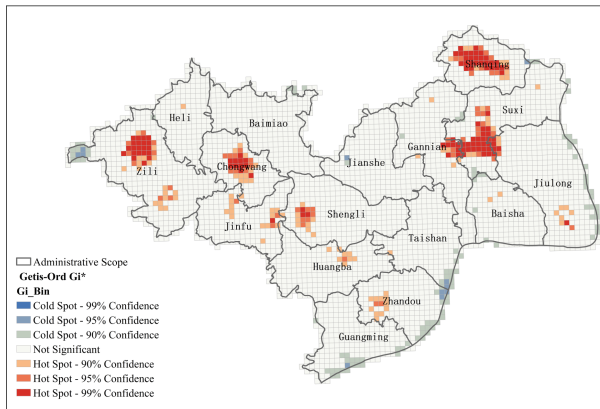 Shanqiug
Heli
Suxi
Baimiao
Gannian
Jianshe
Chongwang
Zili
Jiulong
Baisha
Shengli
Jinfu
Taishan
Huangba
Zhandou
Guangming
Administrative Scope
Getis-Ord Gi*
Gi_Bin
Cold Spot - 99% Confidence
Cold Spot - 95% Confidence
Cold Spot - 90% Confidence
Not Significant
Hot Spot - 90% Confidence
Hot Spot - 95% Confidence
Hot Spot - 99% Confidence